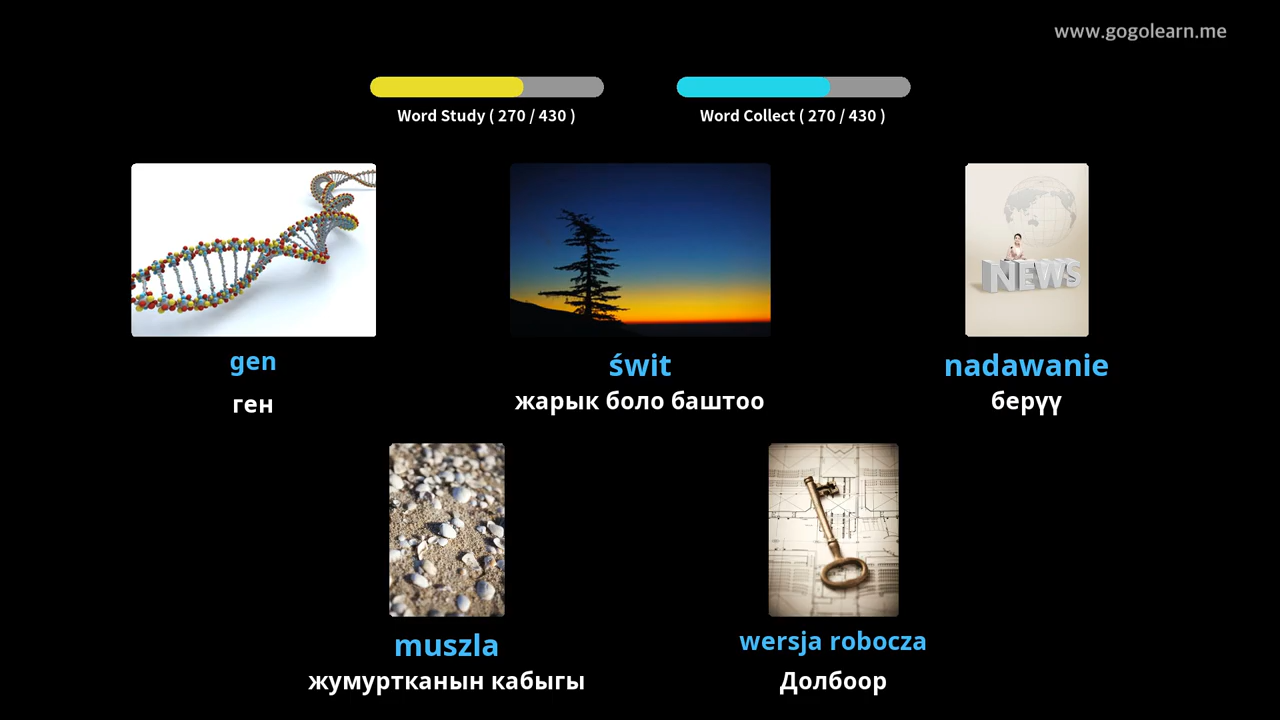 www.gogolearn.me
Word Study ( 270 / 430 )
Word Collect ( 270 / 430 )
NEWS
gen
świt
nadawanie
ген
жарык боло баштоо
берүү
muszla
wersja robocza
жумуртканын кабыгы
Долбоор